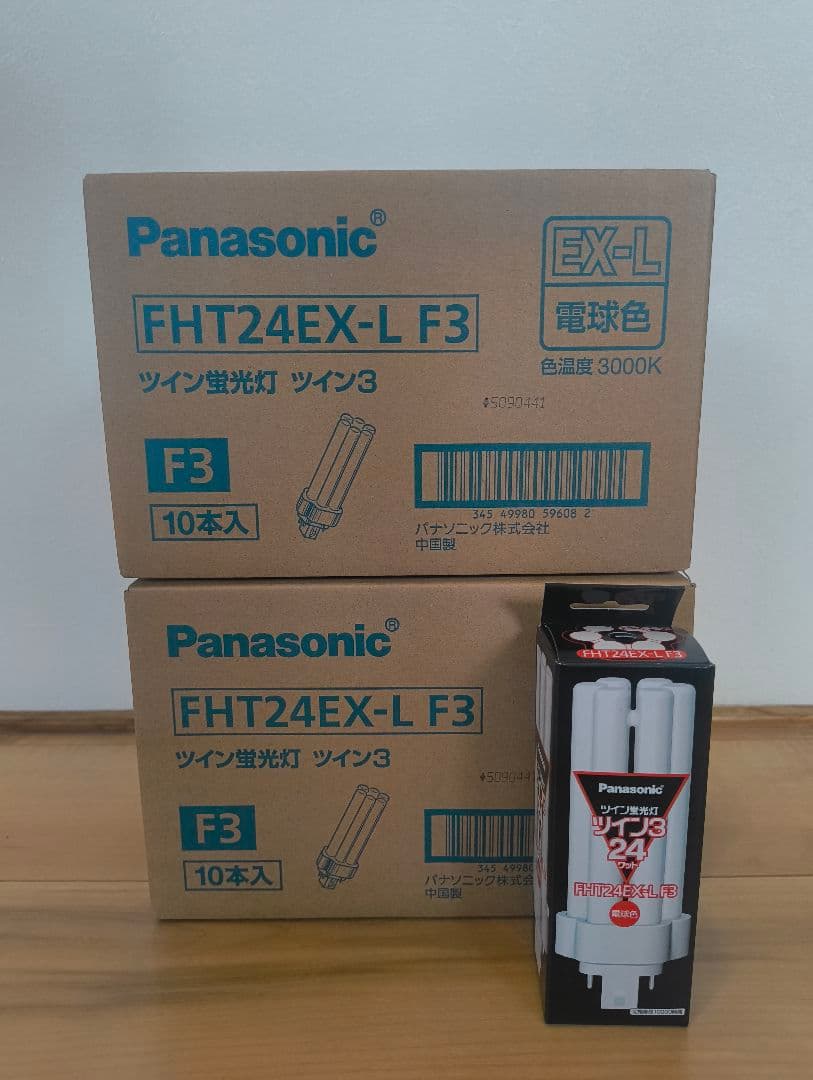 Panasonic®
FHT24EX-L F3
ツイン蛍光灯 ツイン3
F3
10本入
EX-L
電球色
色温度 3000K
5090441
345 49980 59608 2
パナソニック株式会社
中国製
Panasonic®
FHT24EX-L F3
ツイン蛍光灯 ツイン3
F3
10本入
509044
345 49980
パナソニック株式会
中国製
FHT24EX-L F3
Panasonic
ツイン蛍光灯
ツイン3
24
ワット
FHT24EX-L F3
電球色